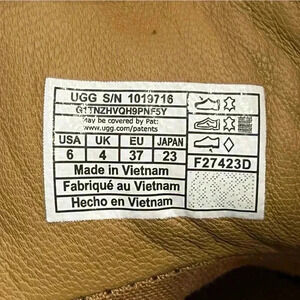 UGG S/N 1019716
G1TNZHVQH9PNF5Y
May be covered by Pat:
www.ugg.com/patents
USA UK EU JAPAN
6 4 37 23
F27423D
Made in Vietnam
Fabriqué au Vietnam
Hecho en Vietnam